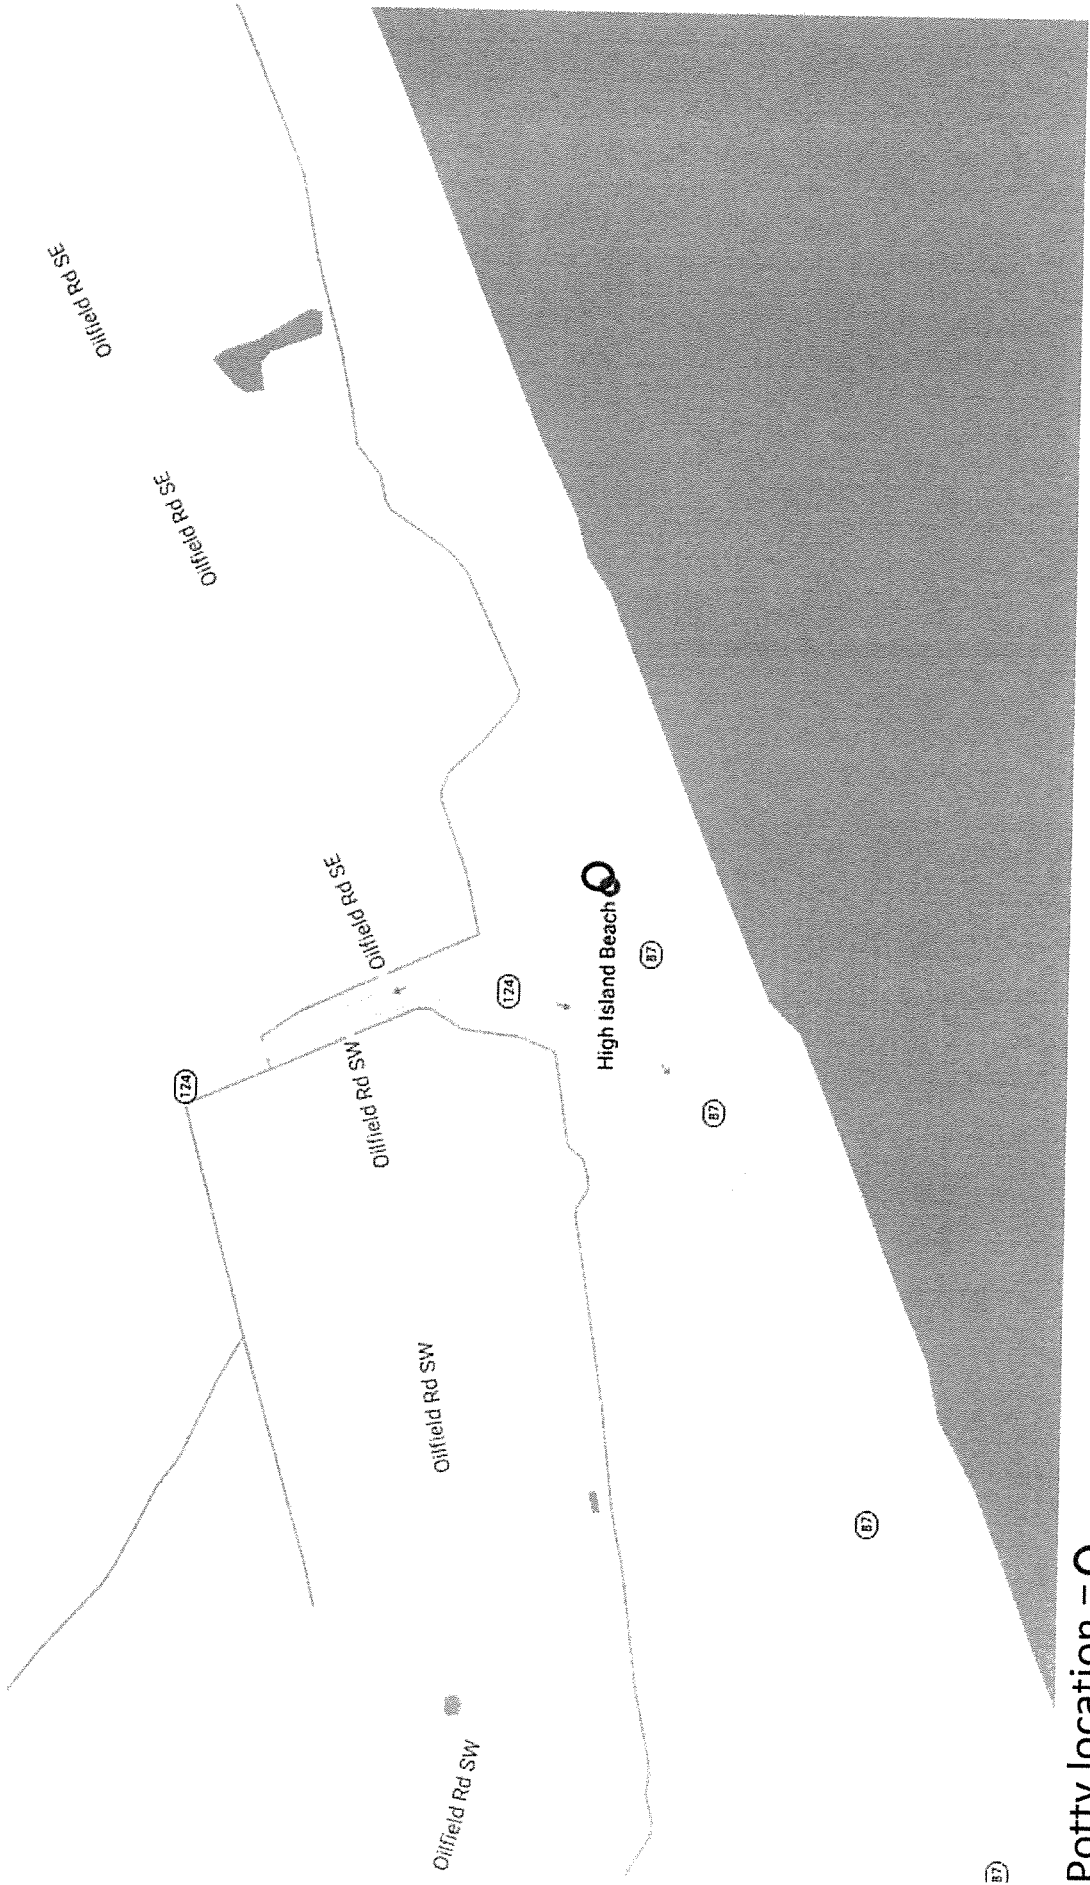 Oilfield Rd SE
Oilfield Rd SE
124
Oilfield Rd SE
Oilfield Rd SW
Oilfield Rd SW
Oilfield Rd SW
124
High Island Beach
87
87
87
87
Potty location – O